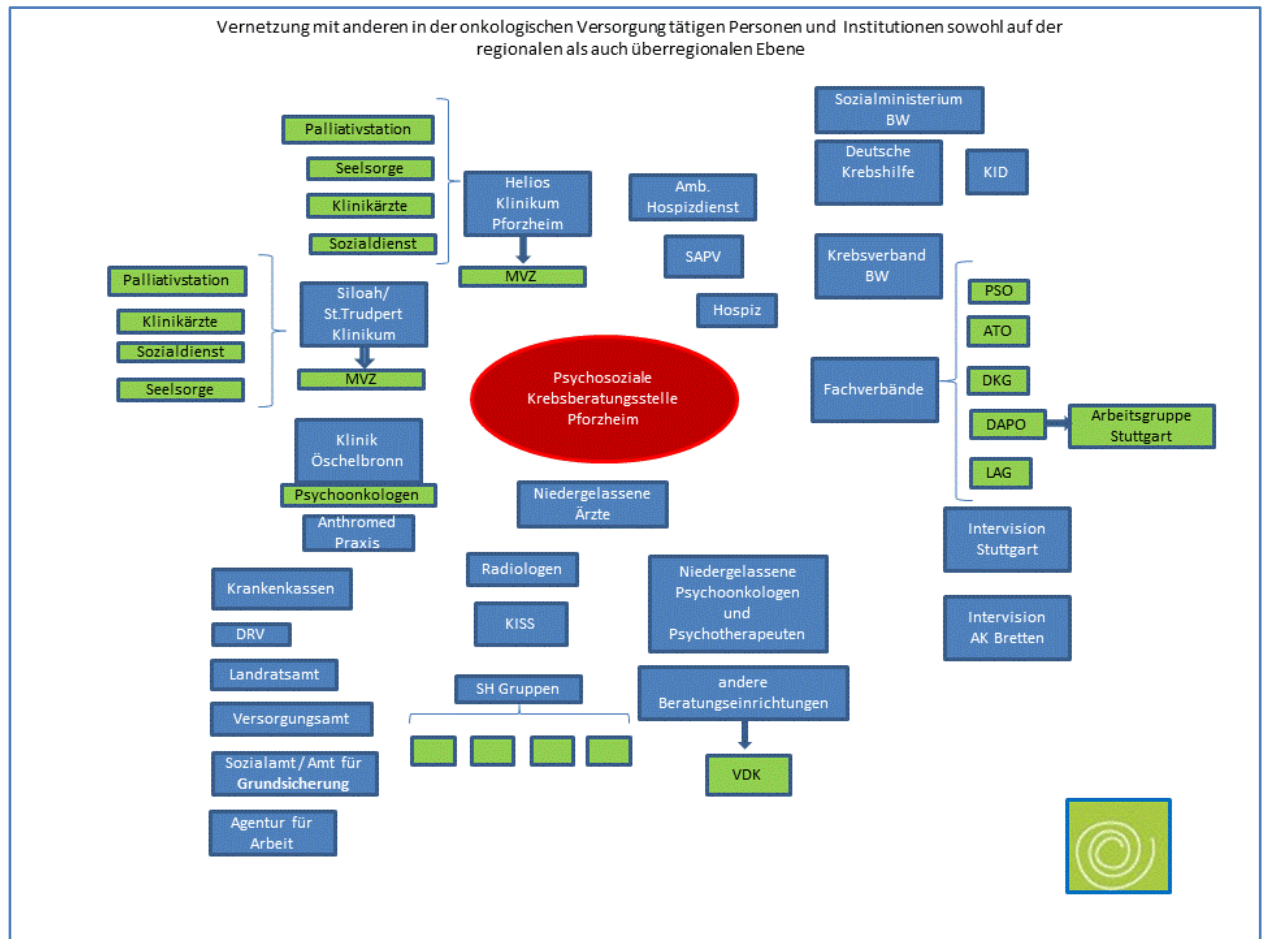 Vernetzung mit anderen in der onkologischen Versorgung tätigen Personen und Institutionen sowohl auf der
regionalen als auch überregionalen Ebene
Palliativstation
Seelsorge
Klinikärzte
Sozialdienst
Helios
Klinikum
Pforzheim
MVZ
Palliativstation
Klinikärzte
Sozialdienst
Seelsorge
Siloah/
St.Trudpert
Klinikum
MVZ
Klinik
Öschelbronn
Psychoonkologen
Anthromed
Praxis
Amb.
Hospizdienst
SAPV
Hospiz
Sozialministerium
BW
Deutsche
Krebshilfe
KID
Krebsverband
BW
Fachverbände
PSO
ATO
DKG
DAPO
LAG
Arbeitsgruppe
Stuttgart
Psychosoziale
Krebsberatungsstelle
Pforzheim
Niedergelassene
Ärzte
Radiologen
KISS
SH Gruppen
Niedergelassene
Psychoonkologen
und
Psychotherapeuten
andere
Beratungseinrichtungen
VDK
Intervision
Stuttgart
Intervision
AK Bretten
Krankenkassen
DRV
Landratsamt
Versorgungsamt
Sozialamt / Amt für
Grundsicherung
Agentur für
Arbeit